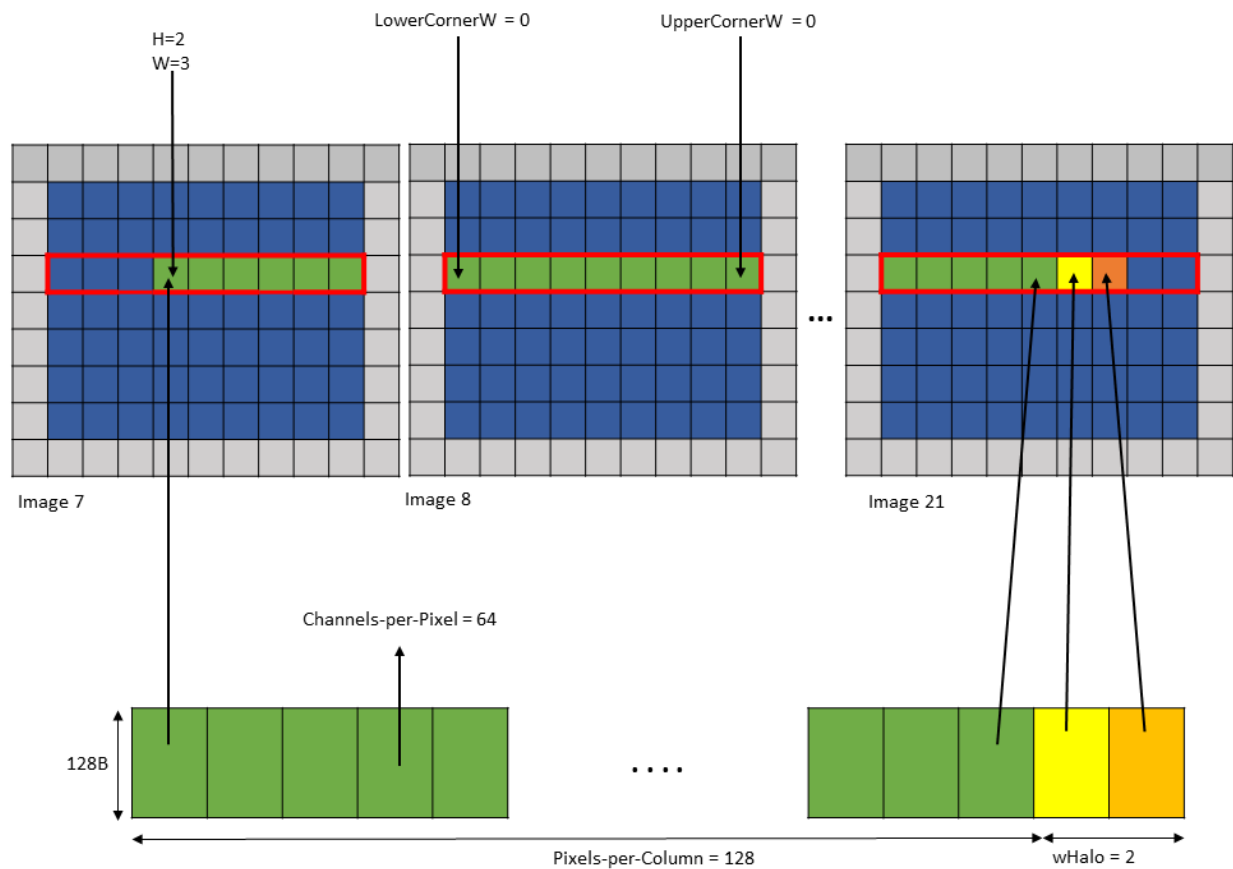 LowerCornerW = 0
UpperCornerW = 0
H=2
W=3
...
Image 7
Image 8
Image 21
Channels-per-Pixel = 64
128B
....
Pixels-per-Column = 128
wHalo = 2